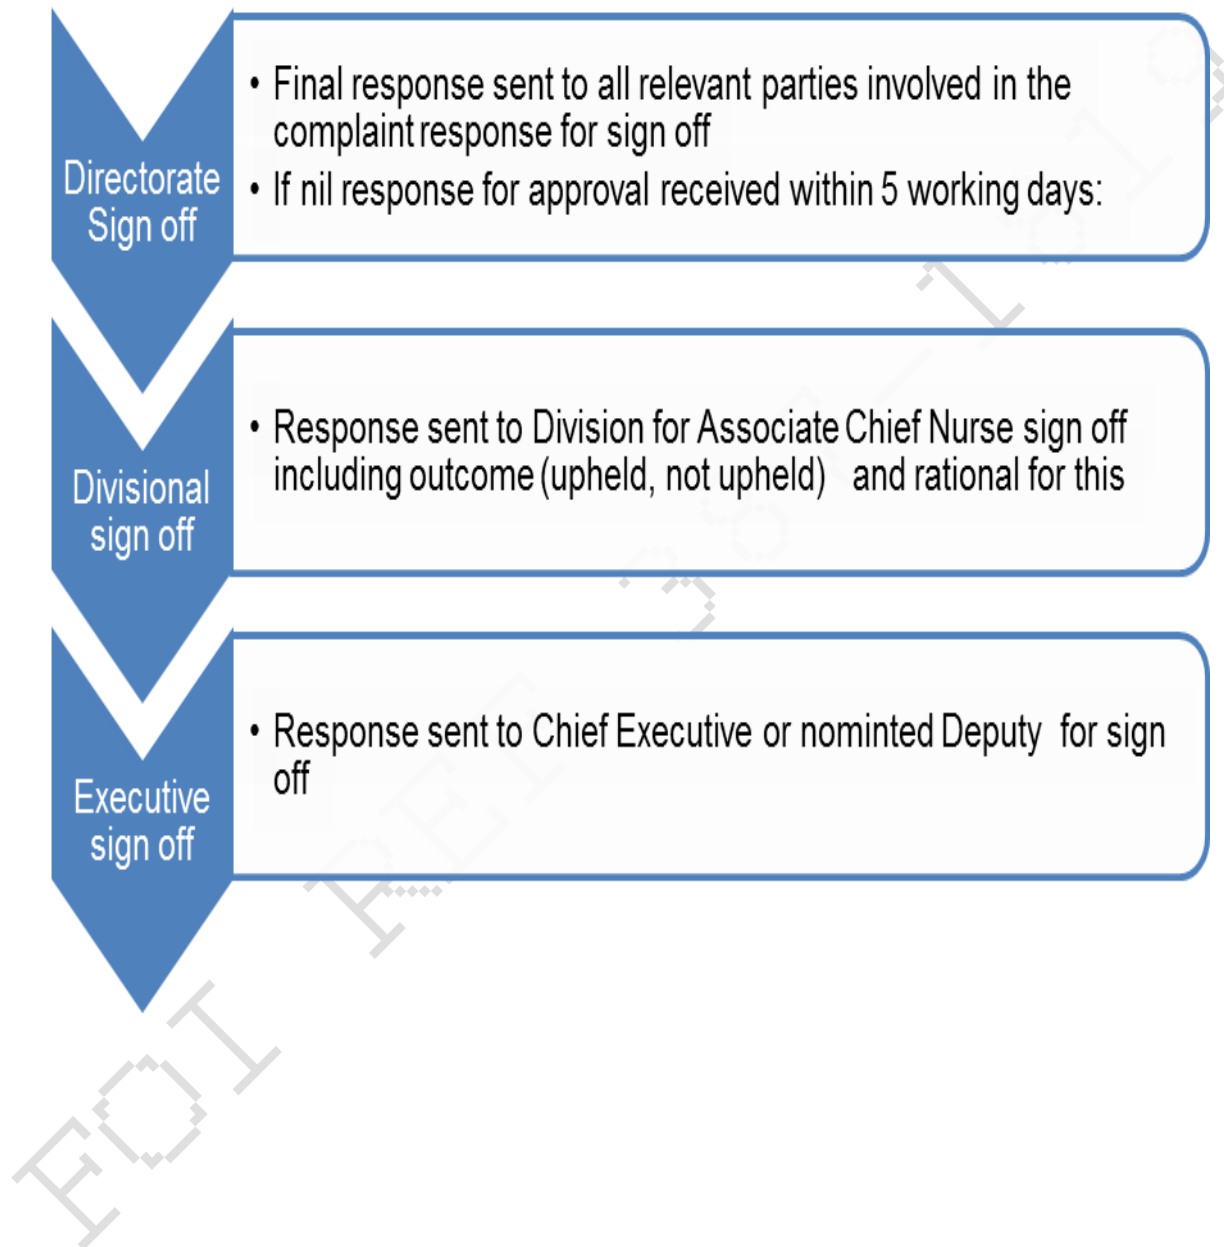 Directorate
Sign off
• Final response sent to all relevant parties involved in the
complaint response for sign off
• If nil response for approval received within 5 working days:
Divisional
sign off
• Response sent to Division for Associate Chief Nurse sign off
including outcome (upheld, not upheld) and rational for this
Executive
sign off
• Response sent to Chief Executive or nominted Deputy for sign
off
FOI REF